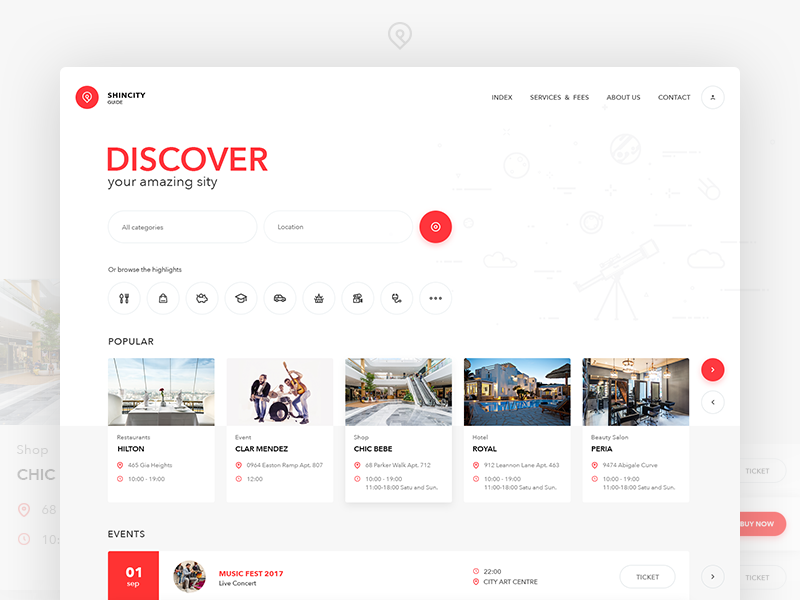 SHINCITY
GUIDE
INDEX
SERVICES & FEES
ABOUT US
CONTACT
DISCOVER
your amazing sity
All categories
Location
Or browse the highlights
POPULAR
Restaurants
HILTON
465 Gia Heights
10:00 - 19:00
Event
CLAR MENDEZ
0964 Easton Ramp Apt. 807
12:00
Shop
CHIC BEBE
68 Parker Walk Apt. 712
10:00 - 19:00
11:00-18:00 Satu and Sun.
Hotel
ROYAL
912 Leannon Lane Apt. 463
10:00 - 19:00
11:00-18:00 Satu and Sun.
Beauty Salon
PERIA
9474 Abigale Curve
10:00 - 19:00
11:00-18:00 Satu and Sun.
EVENTS
01
sep
MUSIC FEST 2017
Live Concert
22:00
CITY ART CENTRE
TICKET
Shop
CHIC
68
10:
TICKET
BUY NOW
TICKET